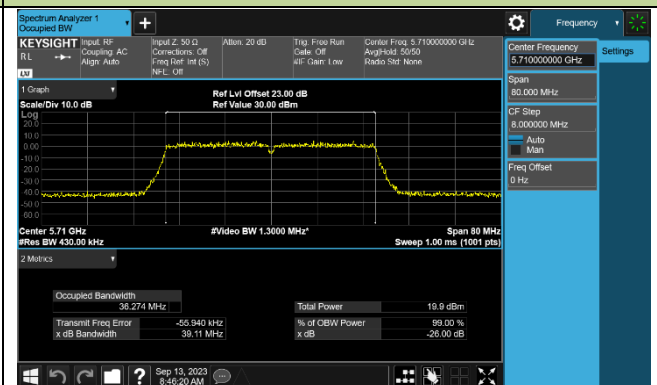 Spectrum Analyzer 1
Occupied BW
+
Frequency
KEYSIGHT
RL
LXI
Input: RF
Coupling: AC
Align: Auto
Input Z: 50 Ω
Corrections: Off
Freq Ref: Int (S)
NFE: Off
Atten: 20 dB
Trig: Free Run
Gate: Off
#IF Gain: Low
Center Freq: 5.710000000 GHz
Avg|Hold: 50/50
Radio Std: None
Center Frequency
5.710000000 GHz
Settings
Span
80.000 MHz
CF Step
8.000000 MHz
Auto
Man
Freq Offset
0 Hz
1 Graph
Scale/Div 10.0 dB
Ref Lvl Offset 23.00 dB
Ref Value 30.00 dBm
Log
20.0
10.0
0.00
-10.0
-20.0
-30.0
-40.0
-50.0
-60.0
Center 5.71 GHz
#Video BW 1.3000 MHz*
Span 80 MHz
#Res BW 430.00 kHz
Sweep 1.00 ms (1001 pts)
2 Metrics
Occupied Bandwidth
36.274 MHz
Total Power 19.9 dBm
Transmit Freq Error -55.940 kHz
% of OBW Power 99.00 %
x dB Bandwidth 39.11 MHz
x dB -26.00 dB
?
Sep 13, 2023
8:46:20 AM